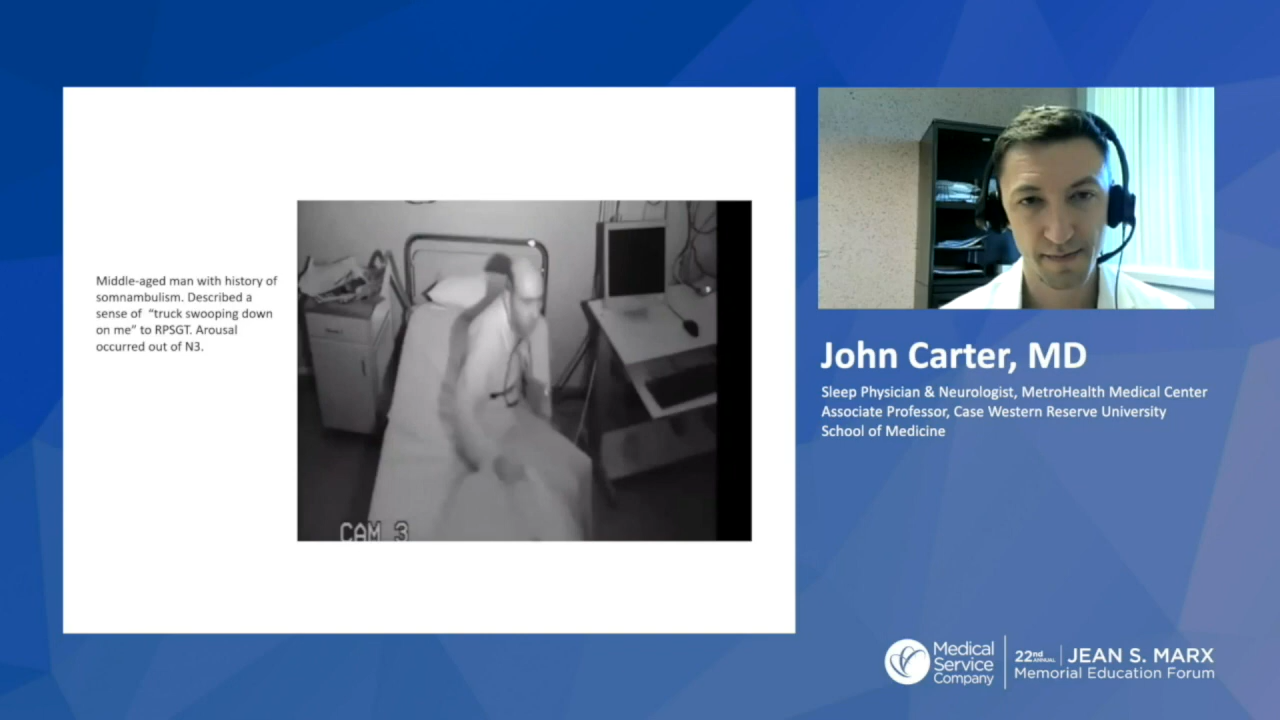 Middle-aged man with history of
somnambulism. Described a
sense of “truck swooping down
on me” to RPSGT. Arousal
occurred out of N3.
CAM 3
John Carter, MD
Sleep Physician & Neurologist, MetroHealth Medical Center
Associate Professor, Case Western Reserve University
School of Medicine
Medical
Service
Company
22nd ANNUAL JEAN S. MARX
Memorial Education Forum